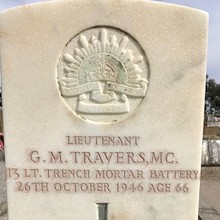 LIEUTENANT
G. M. TRAVERS, MC.
13 LT. TRENCH MORTAR BATTERY
26TH OCTOBER 1946 AGE 66